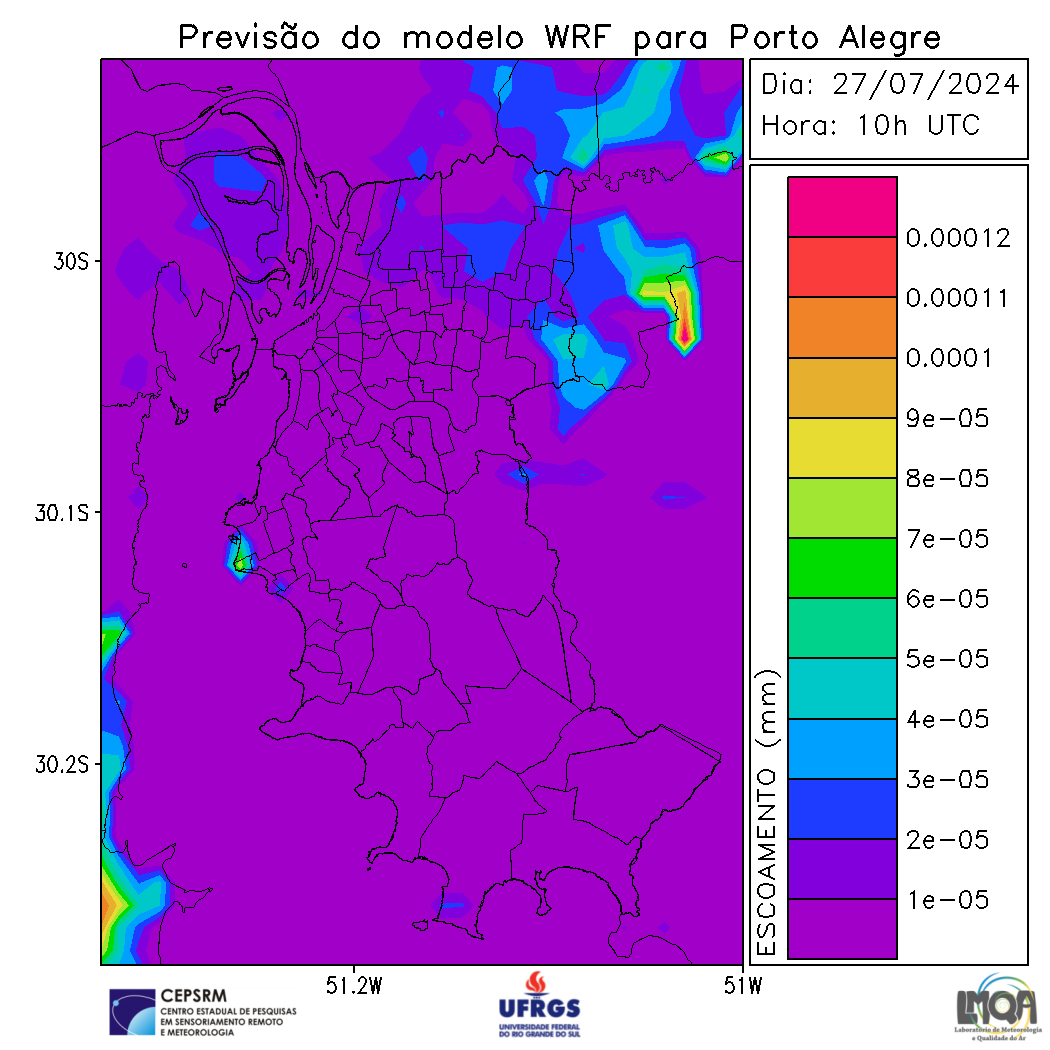 Previsão do modelo WRF para Porto Alegre
Dia: 27/07/2024
Hora: 10h UTC
0.00012
0.00011
0.0001
9e-05
8e-05
7e-05
6e-05
5e-05
4e-05
3e-05
2e-05
1e-05
ESCOAMENTO (mm)
30S
30.1S
30.2S
51.2W
51W
CEPSRM
CENTRO ESTADUAL DE PESQUISAS
EM SENSORIAMENTO REMOTO
E METEOROLOGIA
UFRGS
UNIVERSIDADE FEDERAL
DO RIO GRANDE DO SUL
LMQA
Laboratório de Meteorologia
e Qualidade do Ar